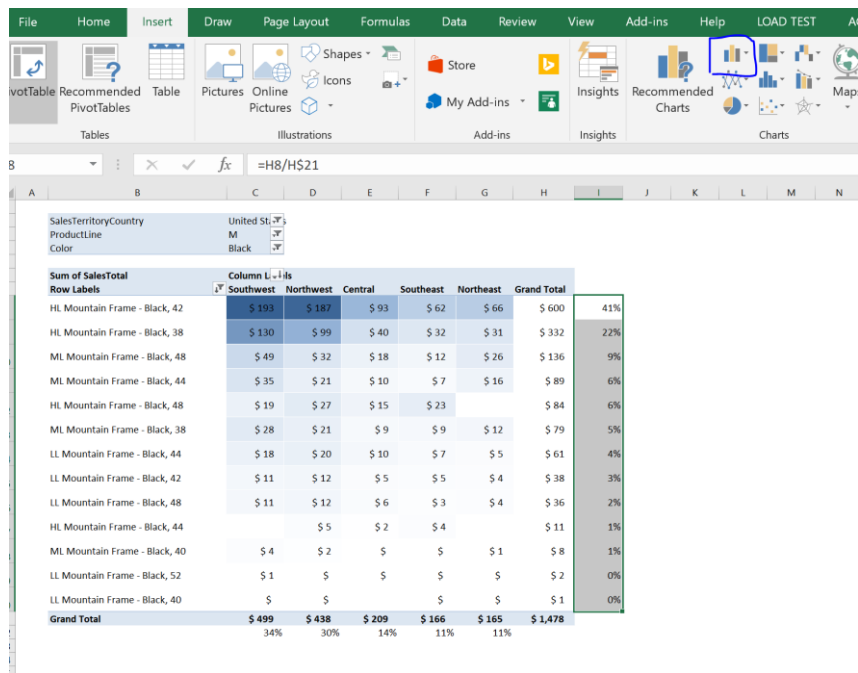 File Home Insert Draw Page Layout Formulas Data Review View Add-ins Help LOAD TEST
Shapes
Icons
Store
My Add-ins
PivotTable Recommended PivotTables Table
Pictures Online Pictures
Insights
Recommended Charts
Maps
Tables Illustrations Add-ins Insights Charts
8 fx =H8/H$21
A B C D E F G H I J K L M N
SalesTerritoryCountry United States
ProductLine M
Color Black
Sum of SalesTotal Column Labels
Row Labels Southwest Northwest Central Southeast Northeast Grand Total
HL Mountain Frame - Black, 42 $ 193 $ 187 $ 93 $ 62 $ 66 $ 600 41%
HL Mountain Frame - Black, 38 $ 130 $ 99 $ 40 $ 32 $ 31 $ 332 22%
ML Mountain Frame - Black, 48 $ 49 $ 32 $ 18 $ 12 $ 26 $ 136 9%
ML Mountain Frame - Black, 44 $ 35 $ 21 $ 10 $ 7 $ 16 $ 89 6%
HL Mountain Frame - Black, 48 $ 19 $ 27 $ 15 $ 23 $ 84 6%
ML Mountain Frame - Black, 38 $ 28 $ 21 $ 9 $ 9 $ 12 $ 79 5%
LL Mountain Frame - Black, 44 $ 18 $ 20 $ 10 $ 7 $ 5 $ 61 4%
LL Mountain Frame - Black, 42 $ 11 $ 12 $ 5 $ 5 $ 4 $ 38 3%
LL Mountain Frame - Black, 48 $ 11 $ 12 $ 6 $ 3 $ 4 $ 36 2%
HL Mountain Frame - Black, 44 $ 5 $ 2 $ 4 $ 11 1%
ML Mountain Frame - Black, 40 $ 4 $ 2 $ $ $ 1 $ 8 1%
LL Mountain Frame - Black, 52 $ 1 $ $ $ $ $ 2 0%
LL Mountain Frame - Black, 40 $ $ $ $ $ 1 0%
Grand Total $ 499 $ 438 $ 209 $ 166 $ 165 $ 1,478
34% 30% 14% 11% 11%